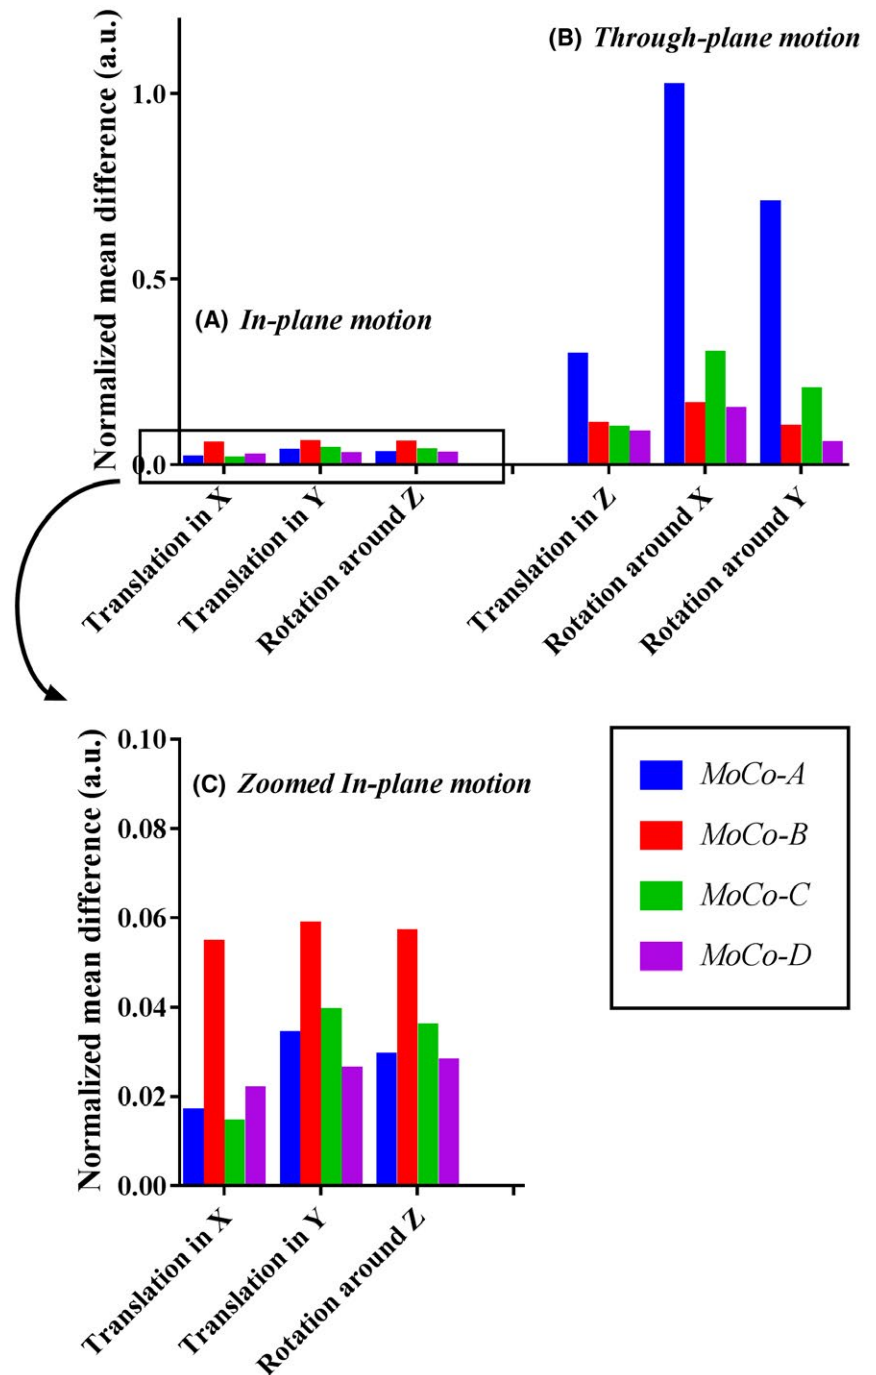 Normalized mean difference (a.u.)
1.0
0.5
0.0
(A) In-plane motion
(B) Through-plane motion
Translation in X
Translation in Y
Rotation around Z
Translation in Z
Rotation around X
Rotation around Y
Normalized mean difference (a.u.)
0.10
0.08
0.06
0.04
0.02
0.00
(C) Zoomed In-plane motion
Translation in X
Translation in Y
Rotation around Z
MoCo-A
MoCo-B
MoCo-C
MoCo-D